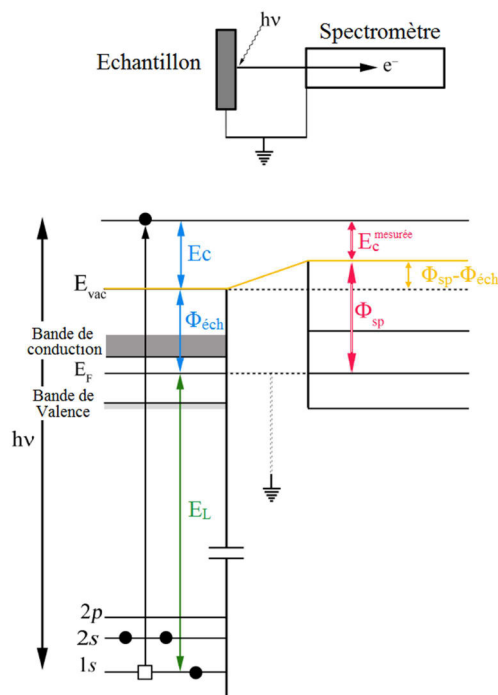 hν
Spectromètre
Echantillon
e⁻
Ec
E_c^mesurée
E_vac
Φ_sp-Φ_éch
Φ_éch
Φ_sp
Bande de
conduction
E_F
Bande de
Valence
hν
E_L
2p
2s
1s